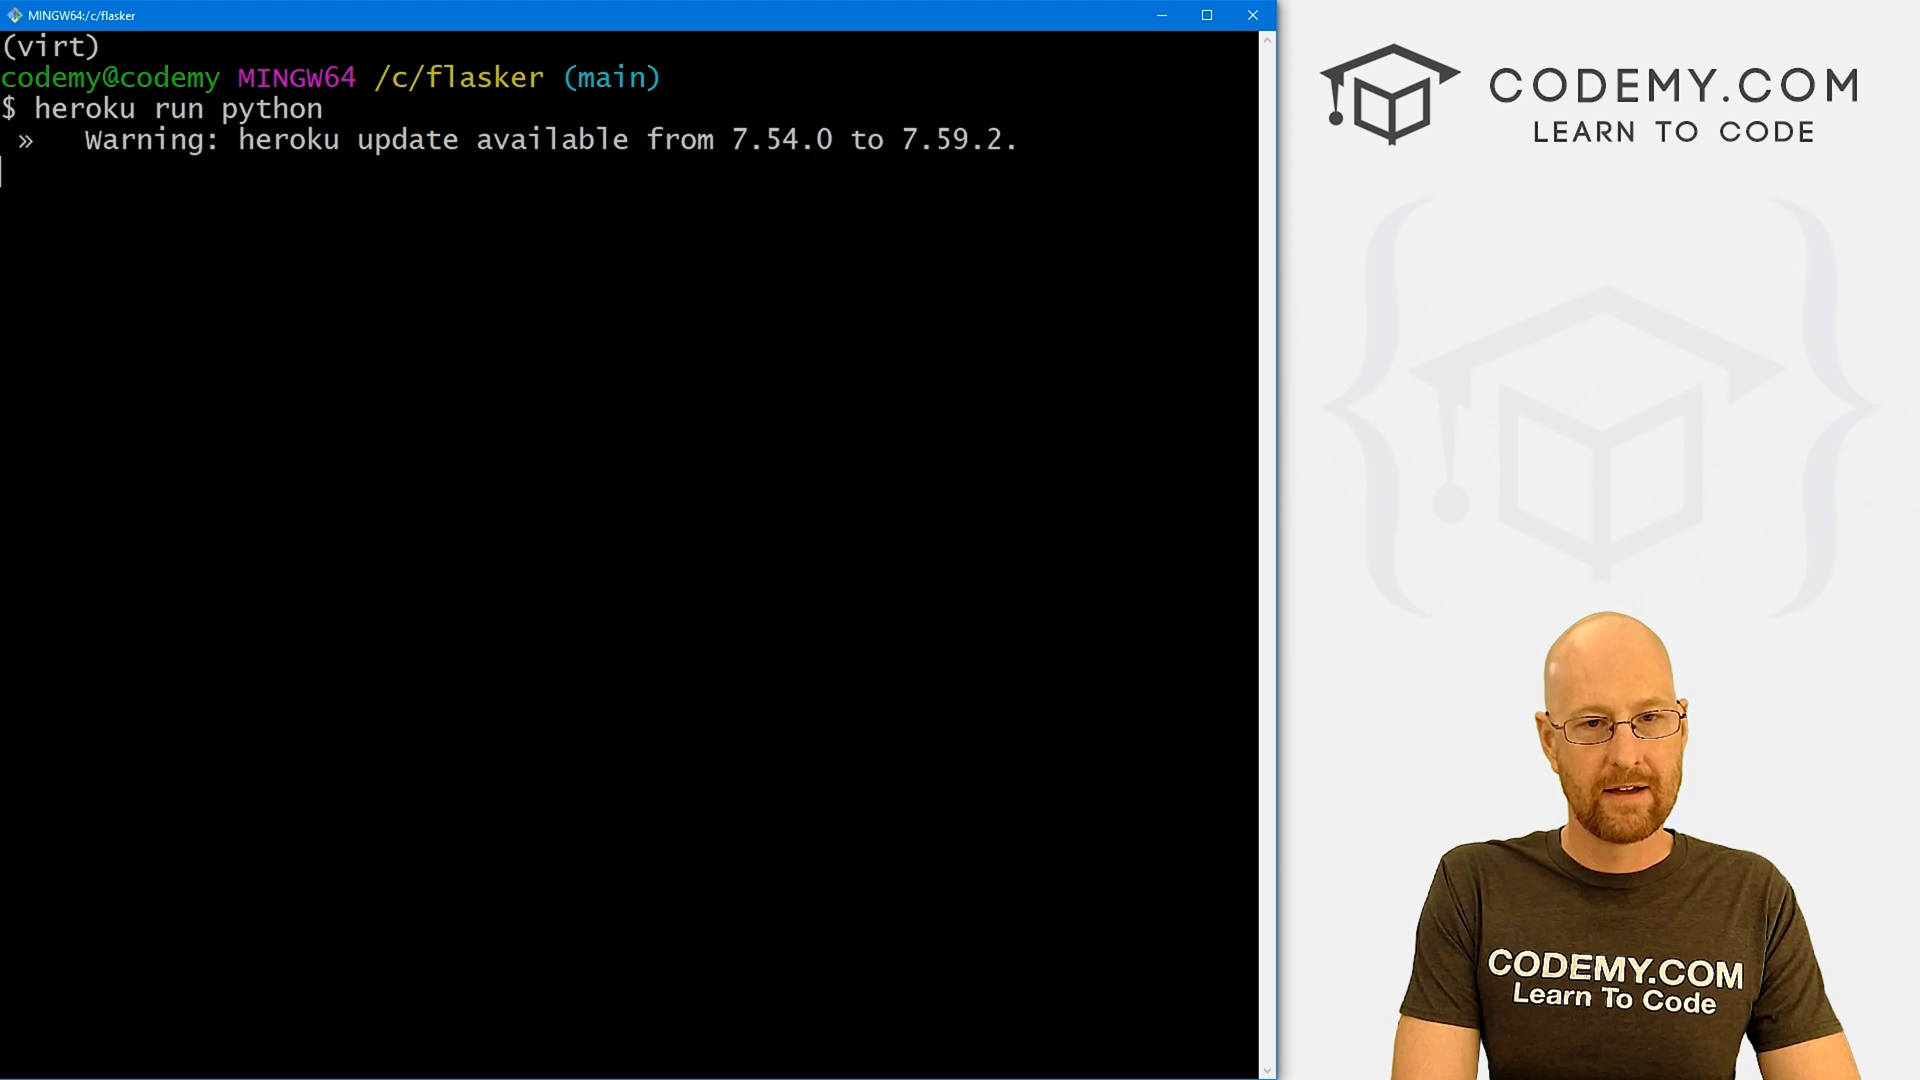 MINGW64:/c/flasker
(virt)
codemy@codemy MINGW64 /c/flasker (main)
$ heroku run python
» Warning: heroku update available from 7.54.0 to 7.59.2.
CODEMY.COM
LEARN TO CODE
CODEMY.COM
Learn To Code